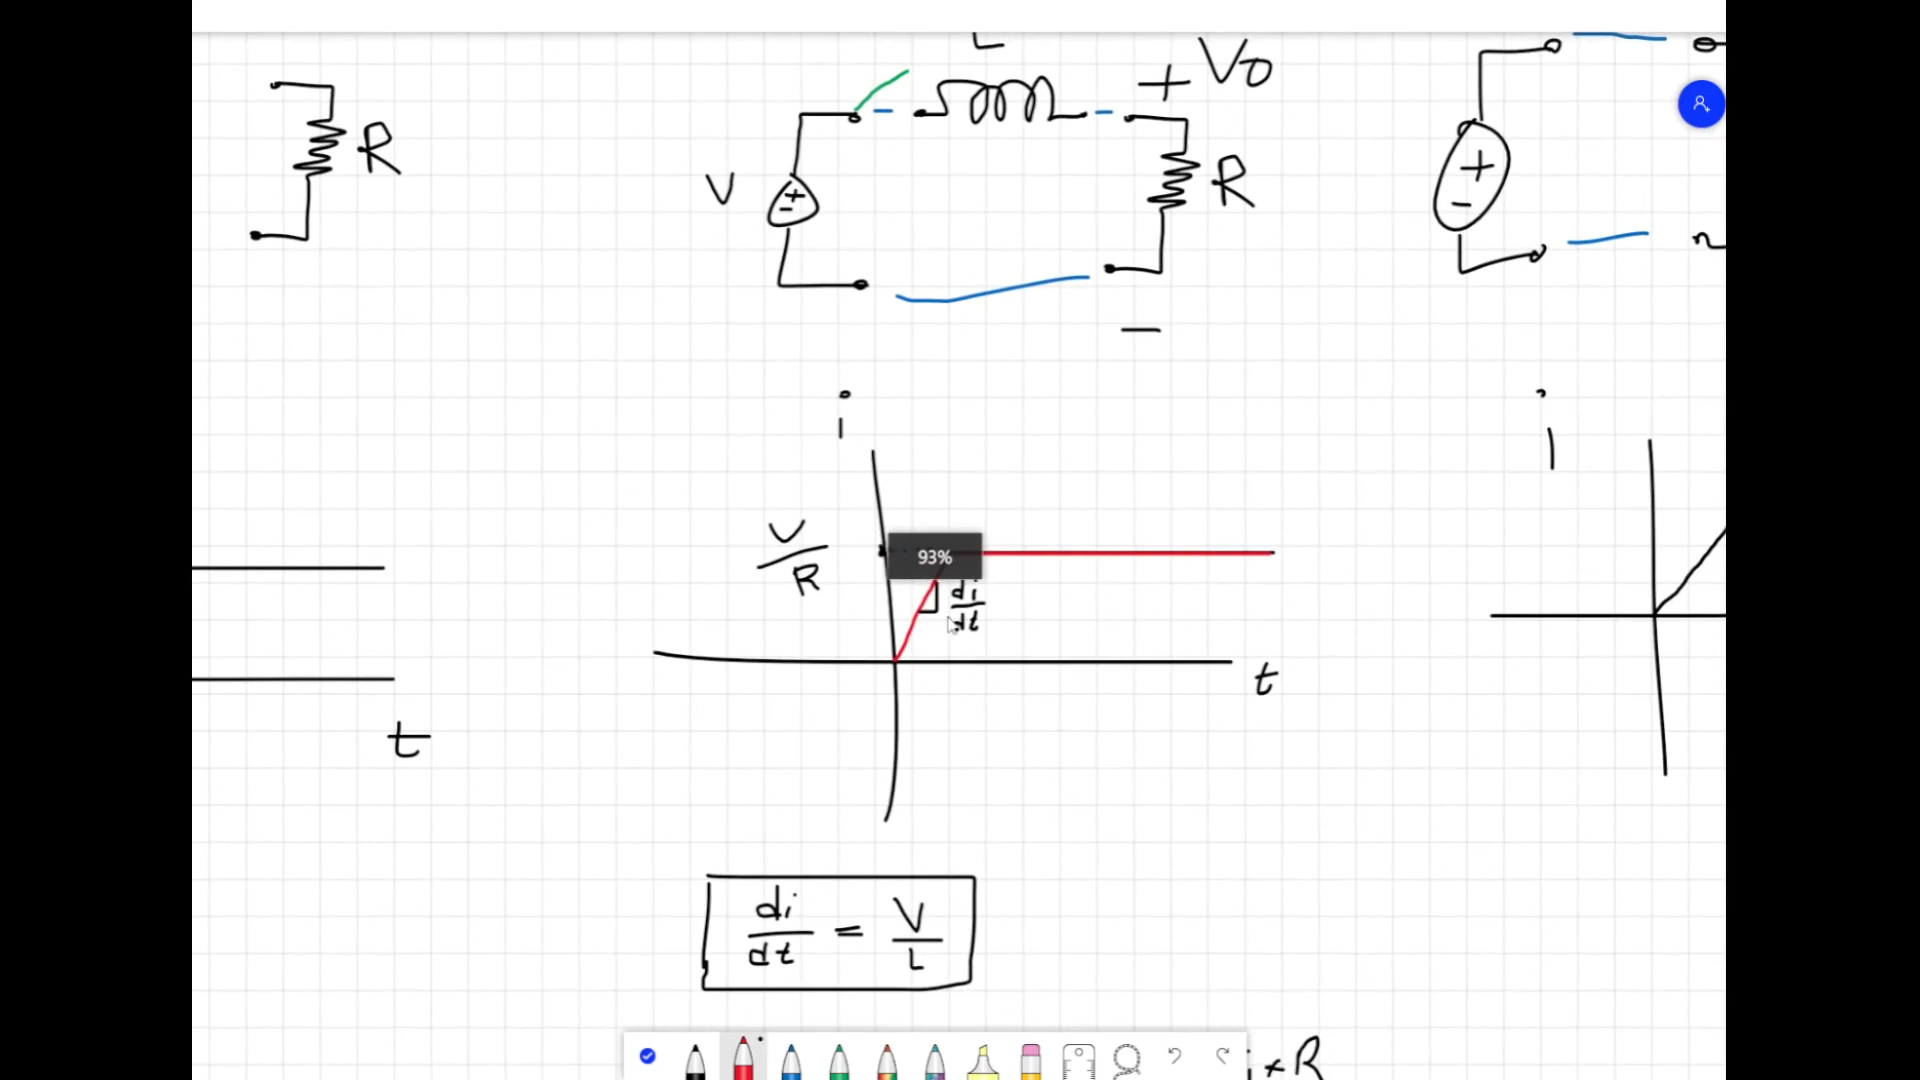 L
+ Vo
R
V
+
-
R
+
-
-
i
i
V/R
93%
di/dt
t
t
di/dt = V/L
i × R